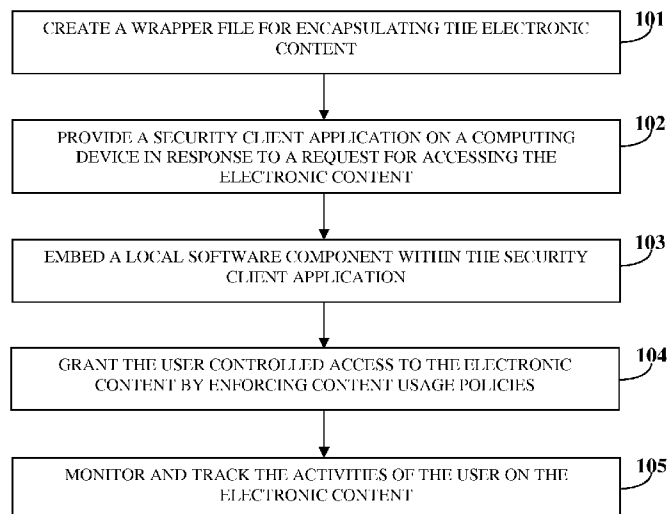 CREATE A WRAPPER FILE FOR ENCAPSULATING THE ELECTRONIC
CONTENT
101
PROVIDE A SECURITY CLIENT APPLICATION ON A COMPUTING
DEVICE IN RESPONSE TO A REQUEST FOR ACCESSING THE
ELECTRONIC CONTENT
102
EMBED A LOCAL SOFTWARE COMPONENT WITHIN THE SECURITY
CLIENT APPLICATION
103
GRANT THE USER CONTROLLED ACCESS TO THE ELECTRONIC
CONTENT BY ENFORCING CONTENT USAGE POLICIES
104
MONITOR AND TRACK THE ACTIVITIES OF THE USER ON THE
ELECTRONIC CONTENT
105